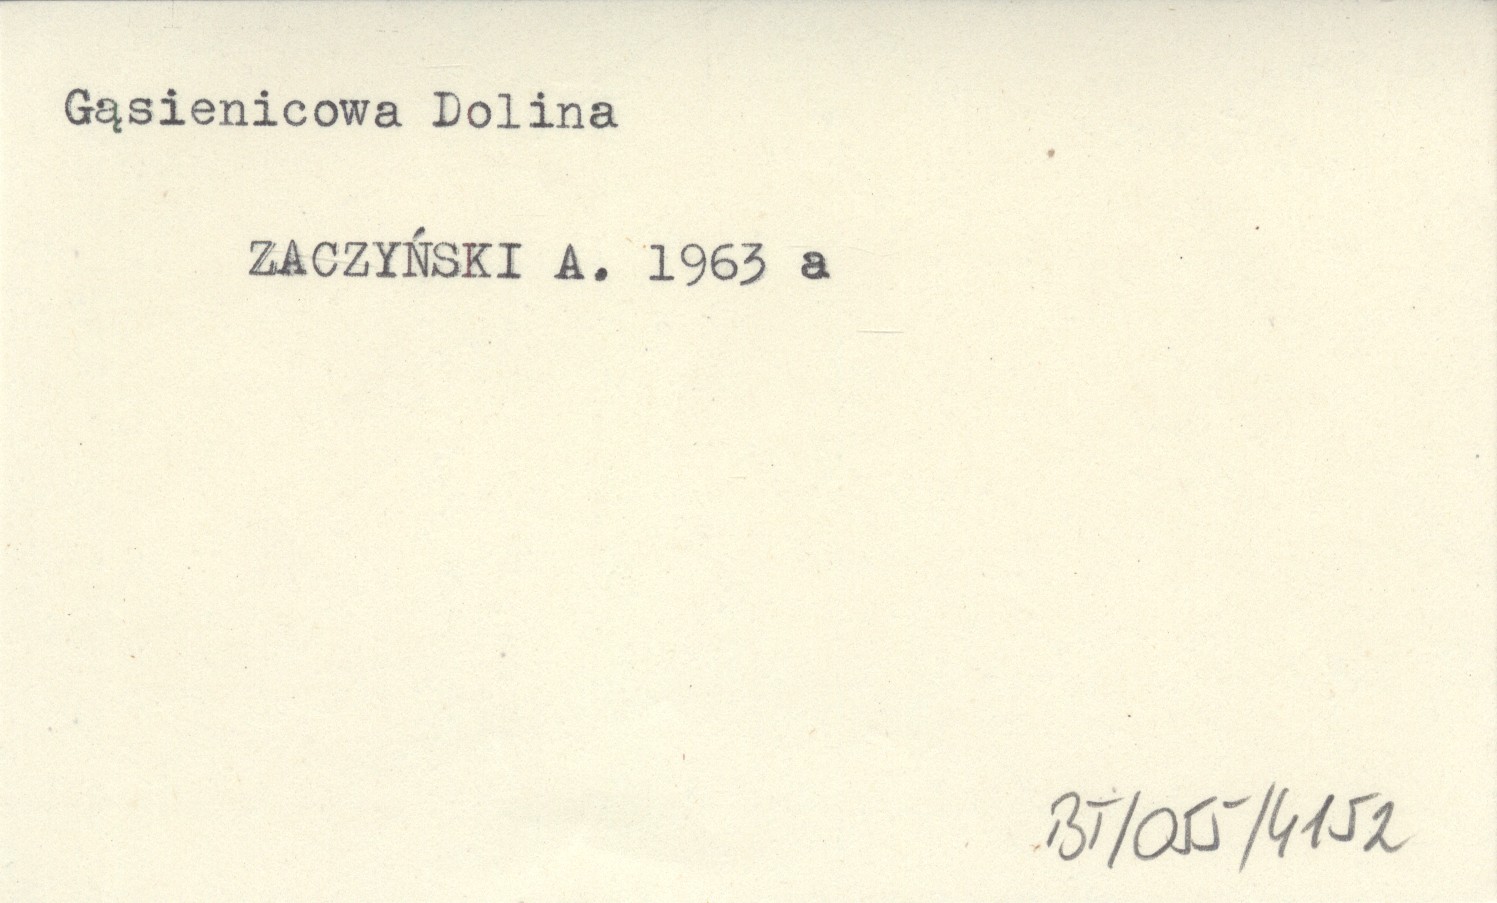 Gąsienicowa Dolina
ZACZYŃSKI A. 1963 a
BT/055/4152